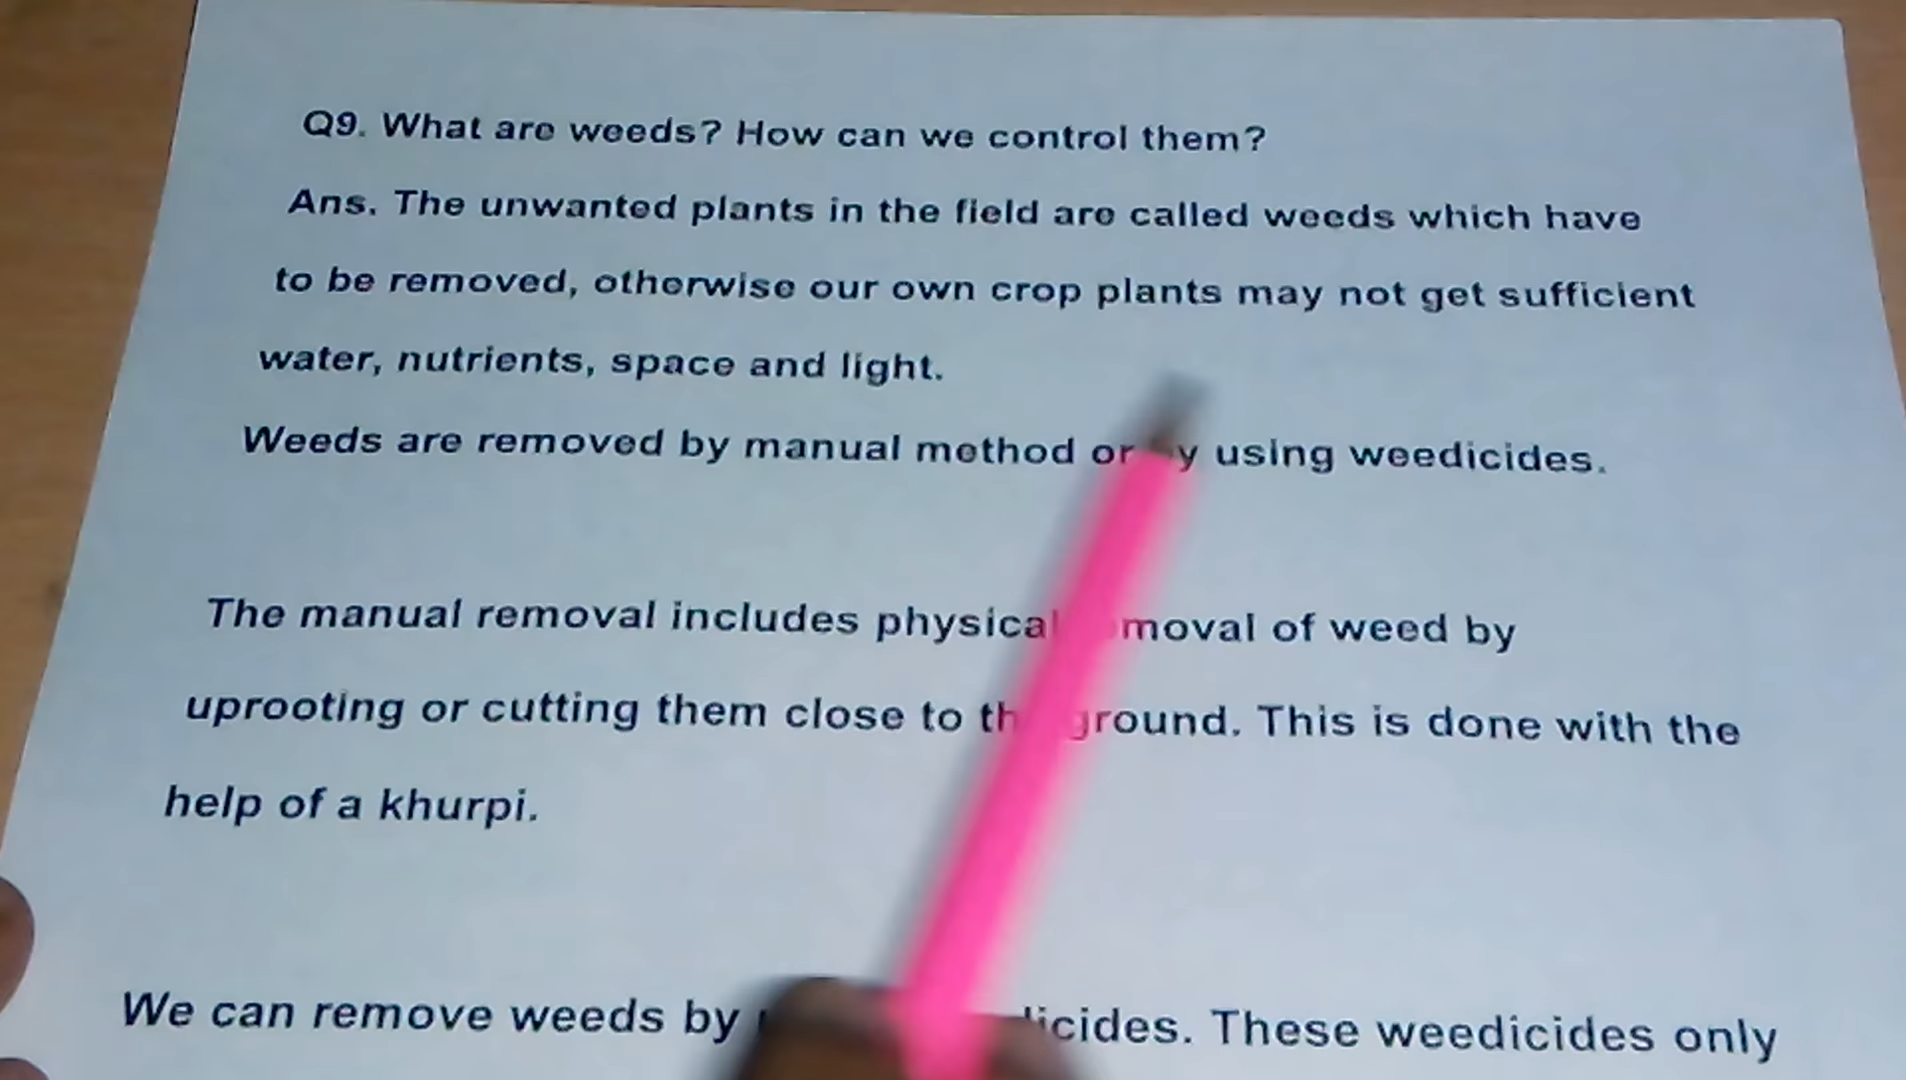 Q9. What are weeds? How can we control them?
Ans. The unwanted plants in the field are called weeds which have
to be removed, otherwise our own crop plants may not get sufficient
water, nutrients, space and light.
Weeds are removed by manual method or by using weedicides.
The manual removal includes physical removal of weed by
uprooting or cutting them close to the ground. This is done with the
help of a khurpi.
We can remove weeds by These weedicides only